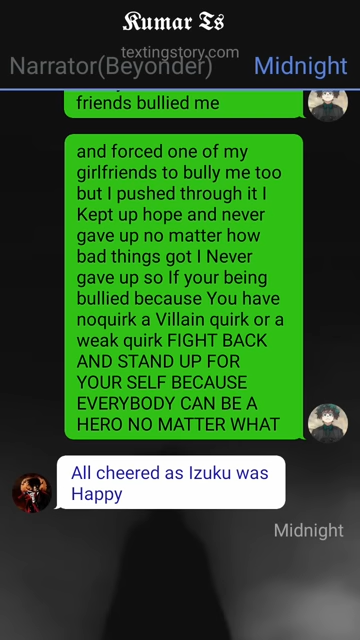 Kumar Ts
textingstory.com
Narrator(Beyonder) Midnight
friends bullied me
and forced one of my
girlfriends to bully me too
but I pushed through it I
Kept up hope and never
gave up no matter how
bad things got I Never
gave up so If your being
bullied because You have
noquirk a Villain quirk or a
weak quirk FIGHT BACK
AND STAND UP FOR
YOUR SELF BECAUSE
EVERYBODY CAN BE A
HERO NO MATTER WHAT
All cheered as Izuku was
Happy
Midnight